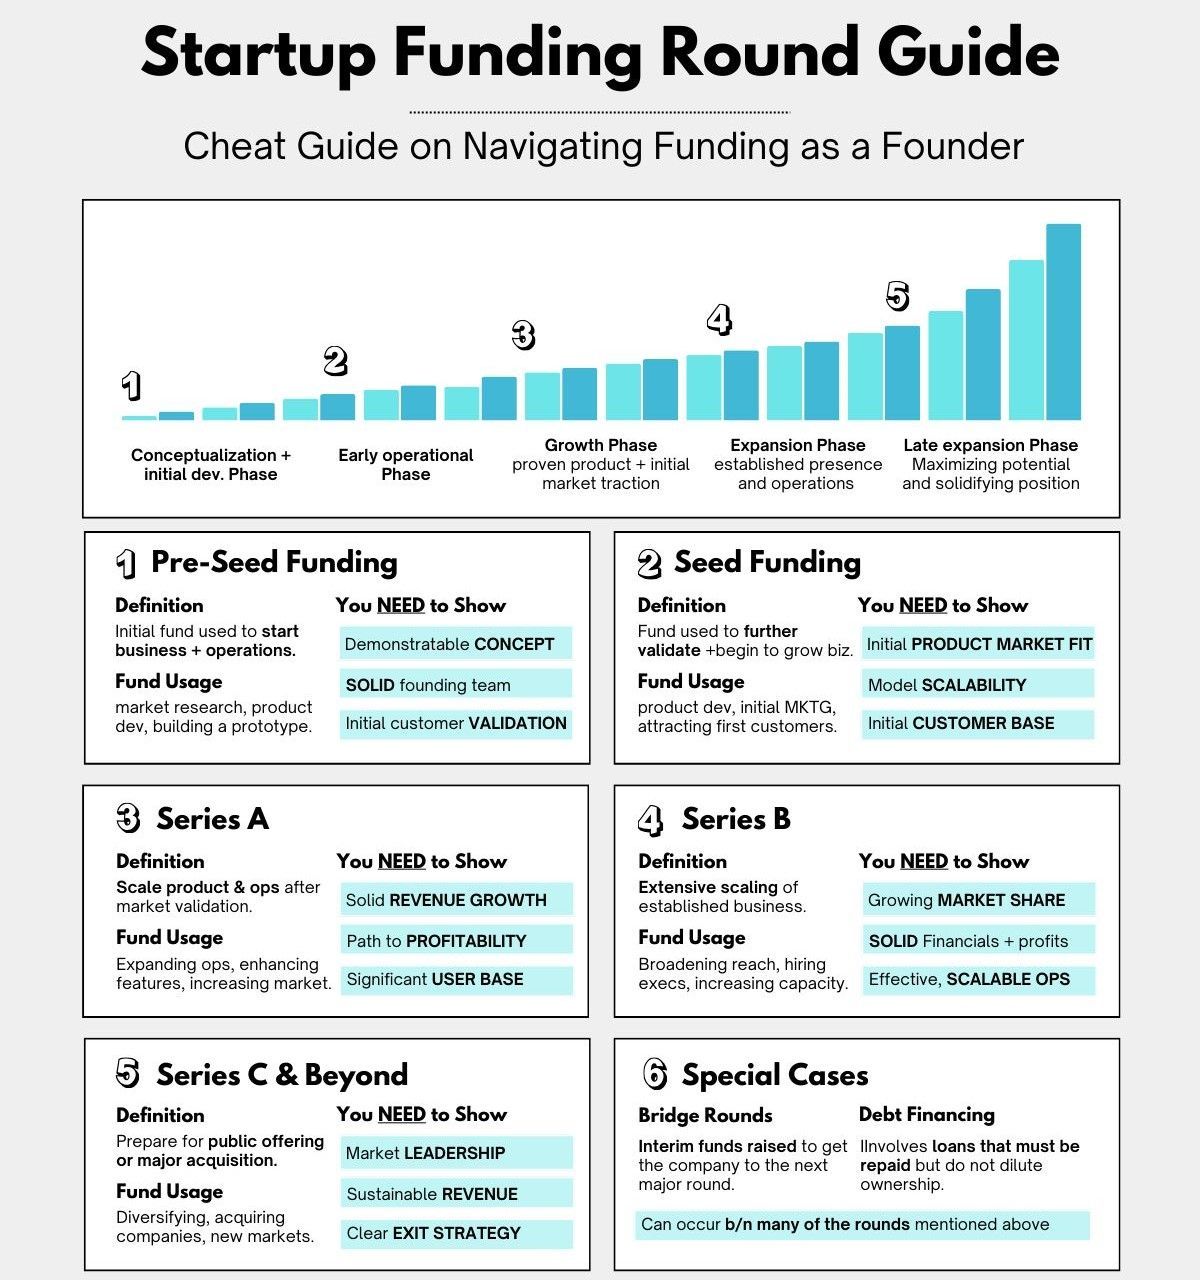 Startup Funding Round Guide
Cheat Guide on Navigating Funding as a Founder
1
2
3
4
5
Conceptualization +
initial dev. Phase
Early operational
Phase
Growth Phase
proven product + initial
market traction
Expansion Phase
established presence
and operations
Late expansion Phase
Maximizing potential
and solidifying position
1 Pre-Seed Funding
Definition
Initial fund used to start
business + operations.
Fund Usage
market research, product
dev, building a prototype.
You NEED to Show
Demonstratable CONCEPT
SOLID founding team
Initial customer VALIDATION
2 Seed Funding
Definition
Fund used to further
validate +begin to grow biz.
Fund Usage
product dev, initial MKTG,
attracting first customers.
You NEED to Show
Initial PRODUCT MARKET FIT
Model SCALABILITY
Initial CUSTOMER BASE
3 Series A
Definition
Scale product & ops after
market validation.
Fund Usage
Expanding ops, enhancing
features, increasing market.
You NEED to Show
Solid REVENUE GROWTH
Path to PROFITABILITY
Significant USER BASE
4 Series B
Definition
Extensive scaling of
established business.
Fund Usage
Broadening reach, hiring
execs, increasing capacity.
You NEED to Show
Growing MARKET SHARE
SOLID Financials + profits
Effective, SCALABLE OPS
5 Series C & Beyond
Definition
Prepare for public offering
or major acquisition.
Fund Usage
Diversifying, acquiring
companies, new markets.
You NEED to Show
Market LEADERSHIP
Sustainable REVENUE
Clear EXIT STRATEGY
6 Special Cases
Bridge Rounds
Interim funds raised to get
the company to the next
major round.
Debt Financing
IInvolves loans that must be
repaid but do not dilute
ownership.
Can occur b/n many of the rounds mentioned above